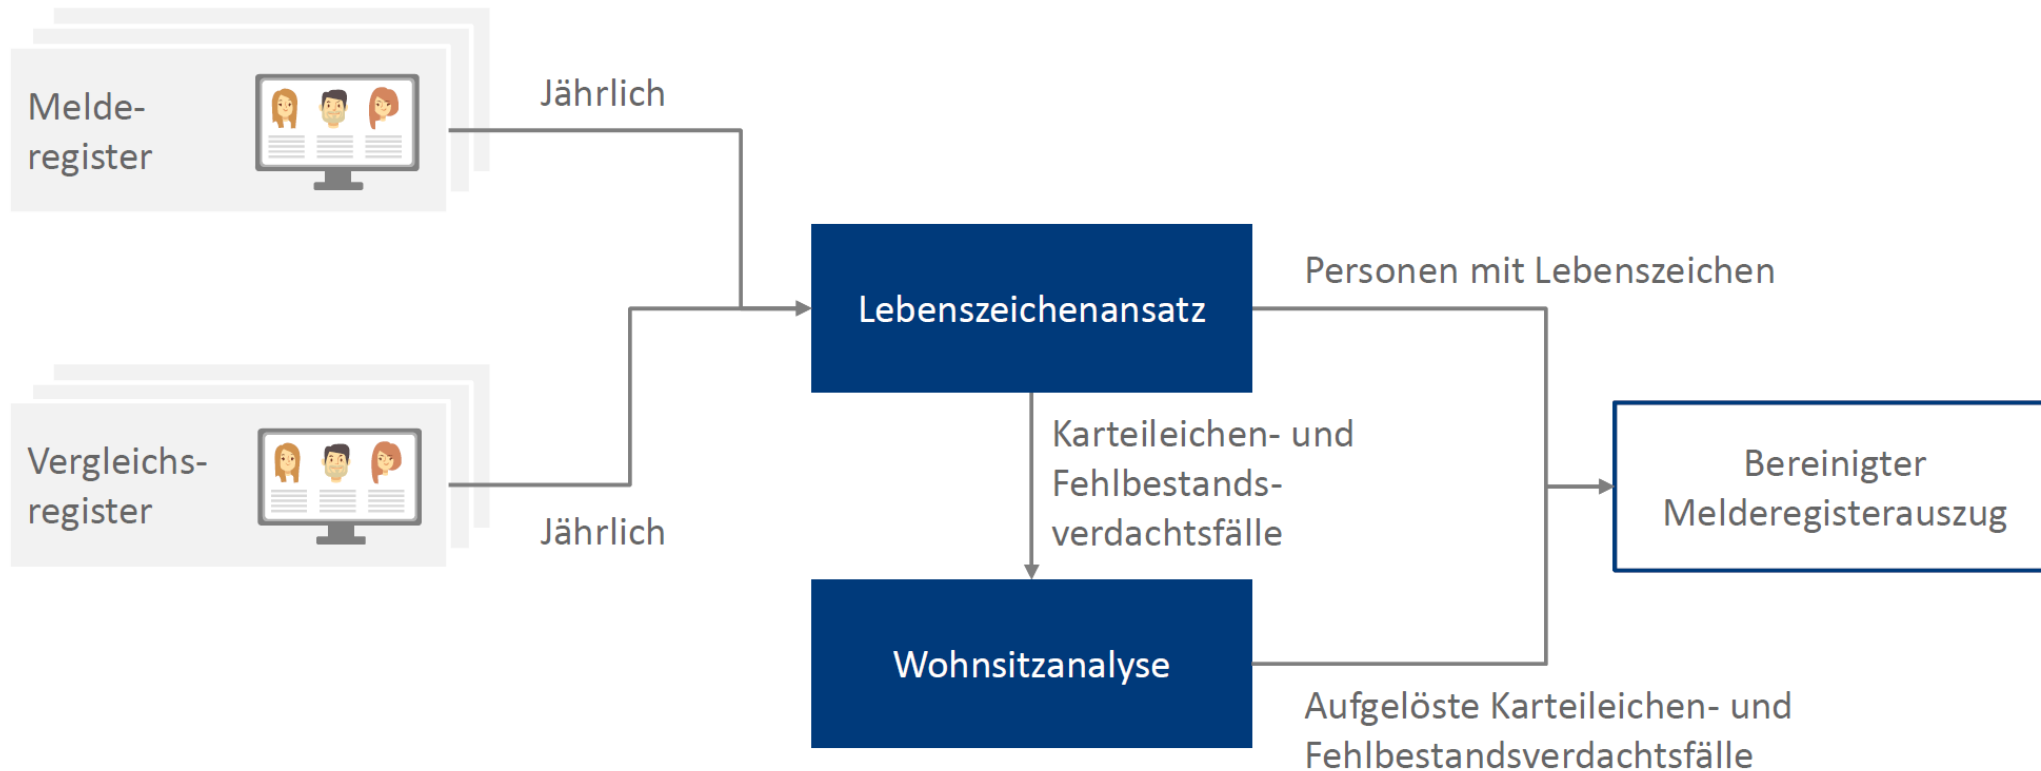 Melde-
register
Jährlich
Vergleichs-
register
Jährlich
Lebenszeichenansatz
Personen mit Lebenszeichen
Karteileichen- und
Fehlbestands-
verdachtsfälle
Wohnsitzanalyse
Aufgelöste Karteileichen- und
Fehlbestandsverdachtsfälle
Bereinigter
Melderegisterauszug